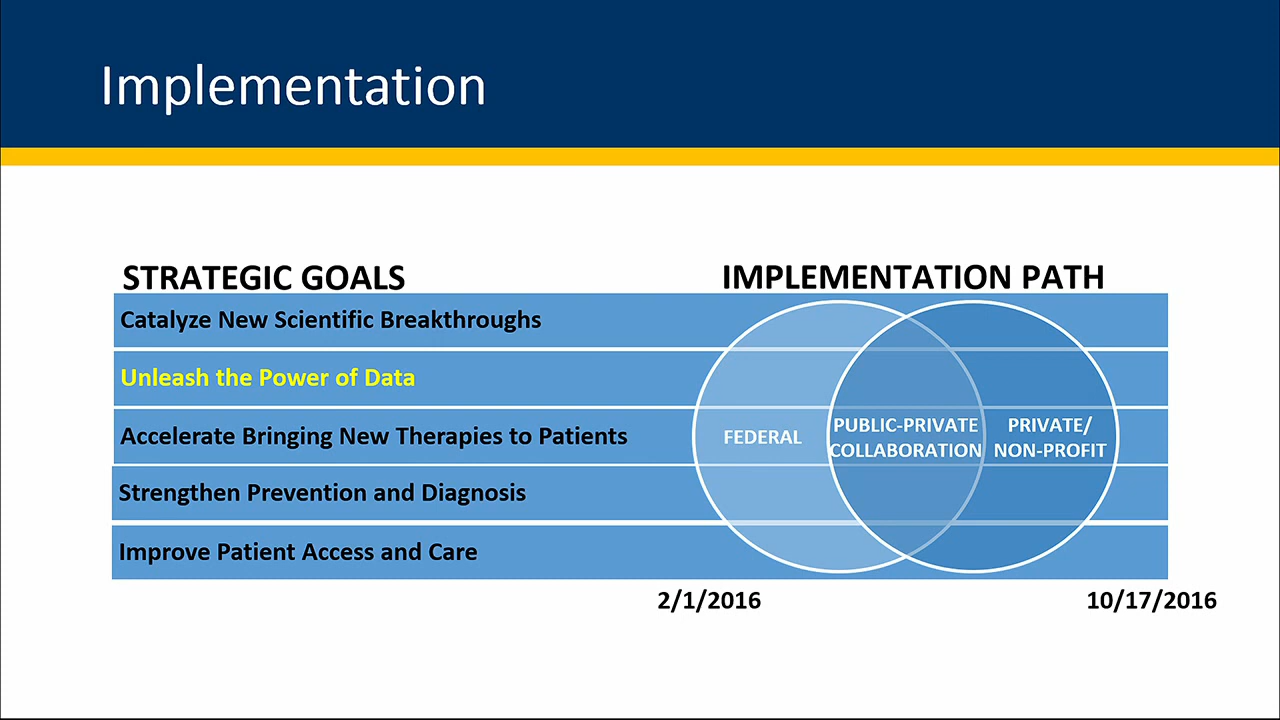 Implementation
STRATEGIC GOALS
IMPLEMENTATION PATH
Catalyze New Scientific Breakthroughs
Unleash the Power of Data
Accelerate Bringing New Therapies to Patients
Strengthen Prevention and Diagnosis
Improve Patient Access and Care
FEDERAL
PUBLIC-PRIVATE
COLLABORATION
PRIVATE/
NON-PROFIT
2/1/2016
10/17/2016